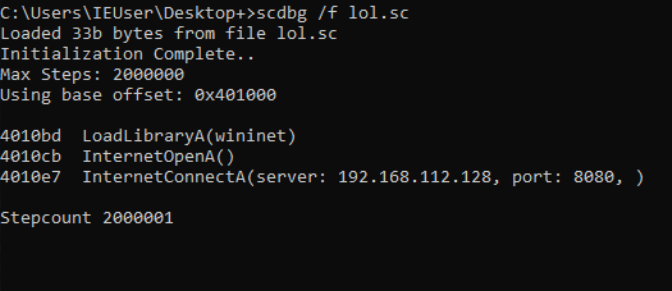 C:\Users\IEUser\Desktop+>scdbg /f lol.sc
Loaded 33b bytes from file lol.sc
Initialization Complete..
Max Steps: 2000000
Using base offset: 0x401000
4010bd  LoadLibraryA(wininet)
4010cb  InternetOpenA()
4010e7  InternetConnectA(server: 192.168.112.128, port: 8080, )
Stepcount 2000001